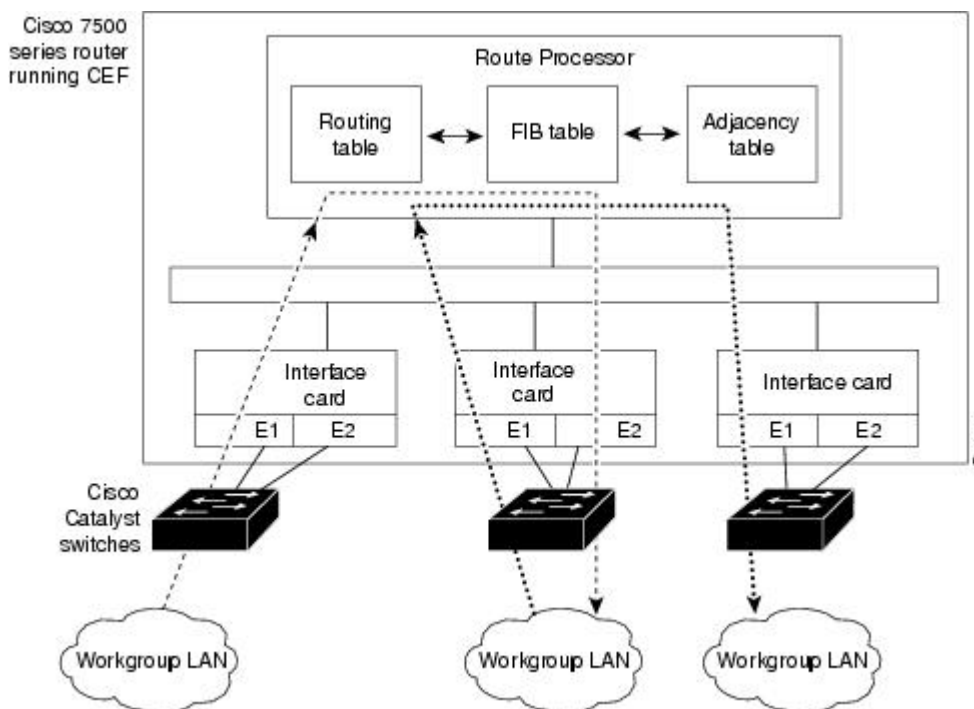 Cisco 7500
series router
running CEF
Route Processor
Routing
table
FIB table
Adjacency
table
Interface
card
E1
E2
Interface
card
E1
E2
Interface card
E1
E2
Cisco
Catalyst
switches
Workgroup LAN
Workgroup LAN
Workgroup LAN